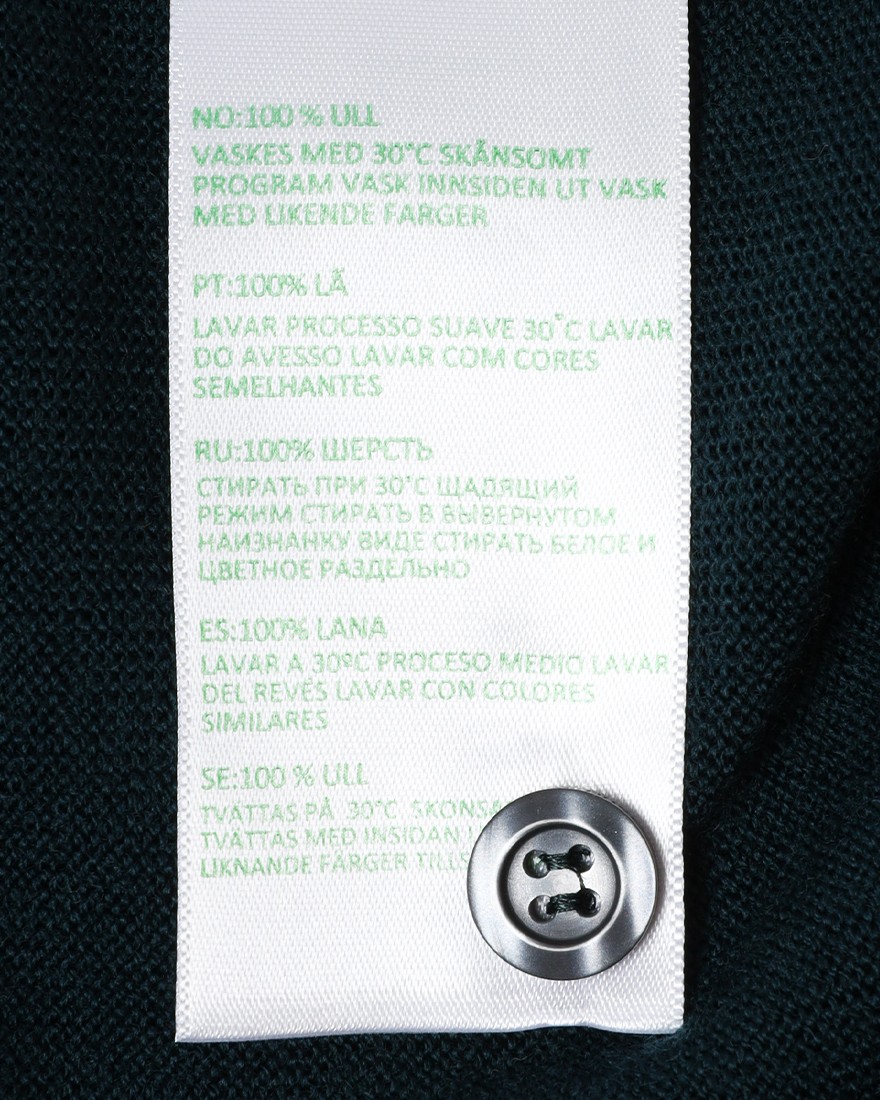 NO:100 % ULL
VASKES MED 30°C SKÅNSOMT
PROGRAM VASK INNSIDEN UT VASK
MED LIKENDE FARGER
PT:100% LÃ
LAVAR PROCESSO SUAVE 30°C LAVAR
DO AVESSO LAVAR COM CORES
SEMELHANTES
RU:100% ШЕРСТЬ
СТИРАТЬ ПРИ 30°C ЩАДЯЩИЙ
РЕЖИМ СТИРАТЬ В ВЫВЕРНУТОМ
НАИЗНАНКУ ВИДЕ СТИРАТЬ БЕЛОЕ И
ЦВЕТНОЕ РАЗДЕЛЬНО
ES:100% LANA
LAVAR A 30ºC PROCESO MEDIO LAVAR
DEL REVÉS LAVAR CON COLORES
SIMILARES
SE:100 % ULL
TVÄTTAS PÅ 30°C
TVÄTTAS MED INSIDAN
LIKNANDE FÄRGER